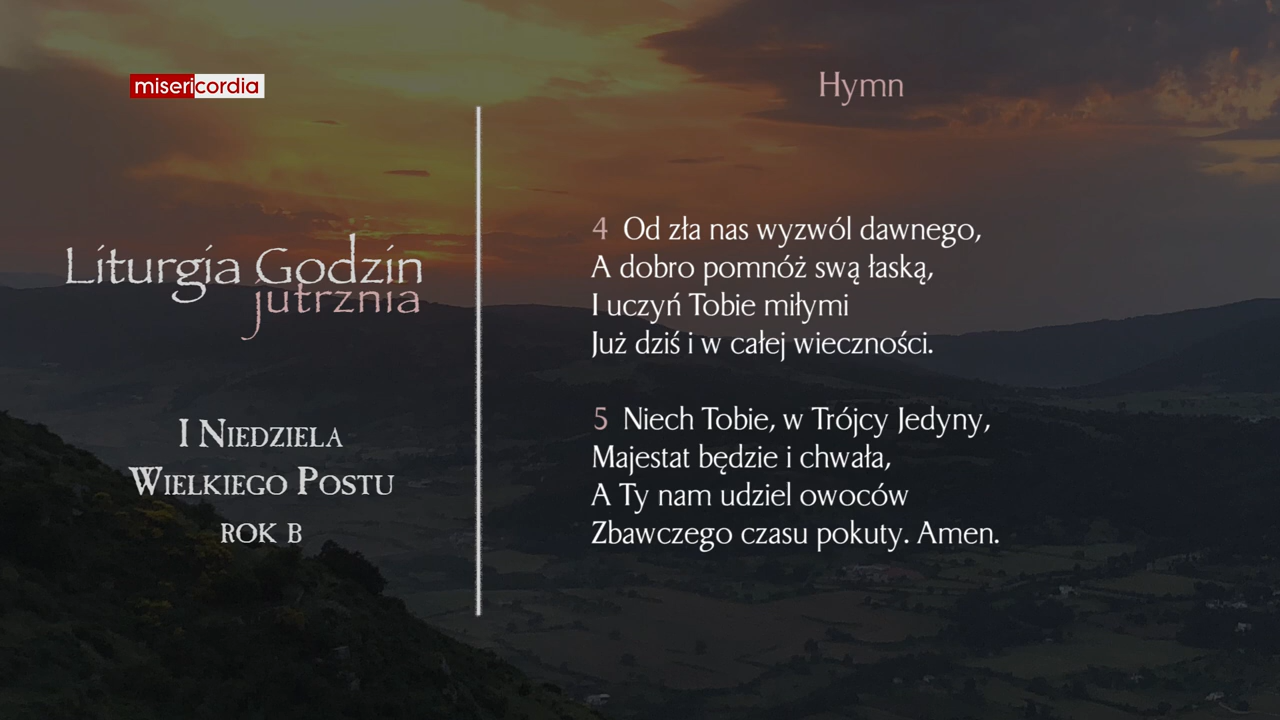 misericordia
Liturgia Godzin
jutrznia
I Niedziela
Wielkiego Postu
rok B
Hymn
4 Od zła nas wyzwól dawnego,
A dobro pomnóż swą łaską,
I uczyń Tobie miłymi
Już dziś i w całej wieczności.
5 Niech Tobie, w Trójcy Jedyny,
Majestat będzie i chwała,
A Ty nam udziel owoców
Zbawczego czasu pokuty. Amen.